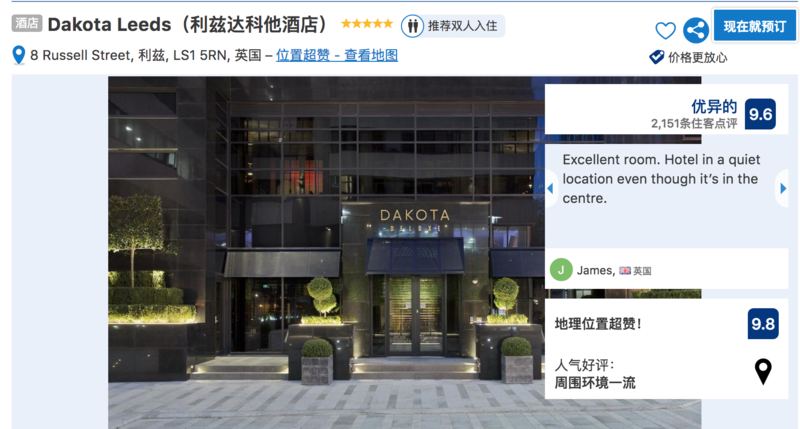 酒店 Dakota Leeds（利兹达科他酒店） 推荐双人入住
现在就预订
8 Russell Street, 利兹, LS1 5RN, 英国 – 位置超赞 - 查看地图
价格更放心
DAKOTA
DELUXE
优异的 9.6
2,151条住客点评
Excellent room. Hotel in a quiet
location even though it’s in the
centre.
J James, 英国
地理位置超赞！ 9.8
人气好评：
周围环境一流